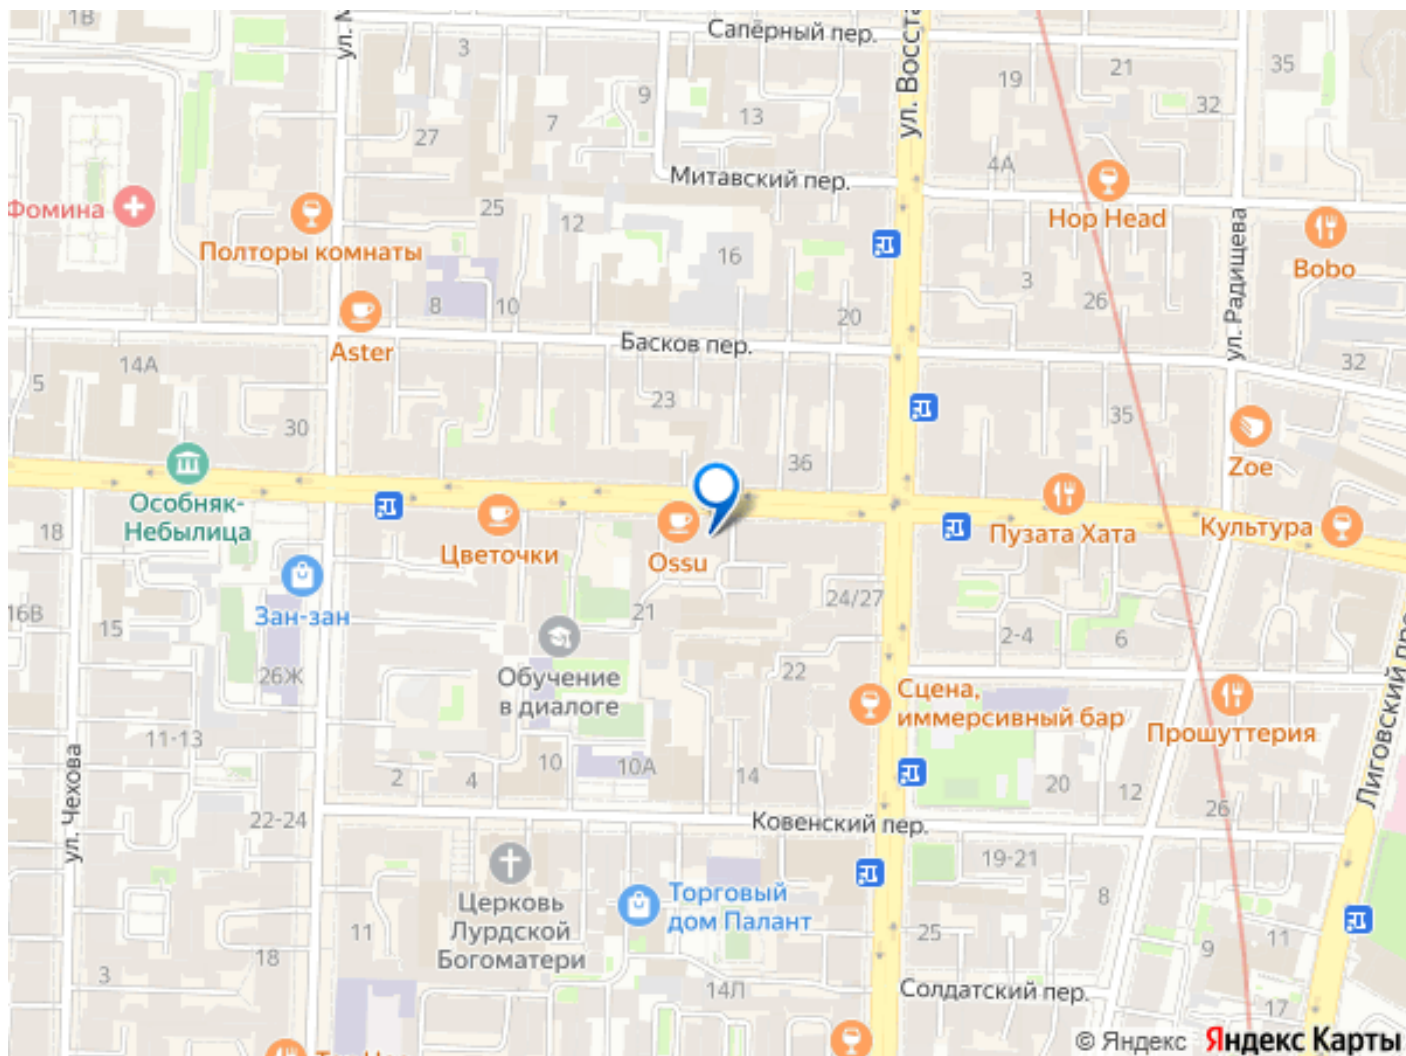 1В
ул. М
3
Сапёрный пер.
ул. Восста
21
35
19
32
9
13
7
27
4А
Митавский пер.
Hop Head
Фомина
25
12
Полторы комнаты
16
ул. Радищева
Bobo
3
26
8
10
20
Aster
Басков пер.
14А
32
5
23
35
30
36
Zoe
Особняк-
Небылица
18
Цветочки
Ossu
Пузата Хата
Культура
Зан-зан
24/27
16В
15
21
2-4
6
26Ж
Обучение
в диалоге
22
Сцена,
иммерсивный бар
Прошуттерия
11-13
10
10А
14
2
4
20
12
26
Лиговский про
ул. Чехова
22-24
Ковенский пер.
19-21
8
Церковь
Лурдской
Богоматери
Торговый
дом Палант
11
25
9
11
18
3
14Л
Солдатский пер.
17
© Яндекс Яндекс Карты